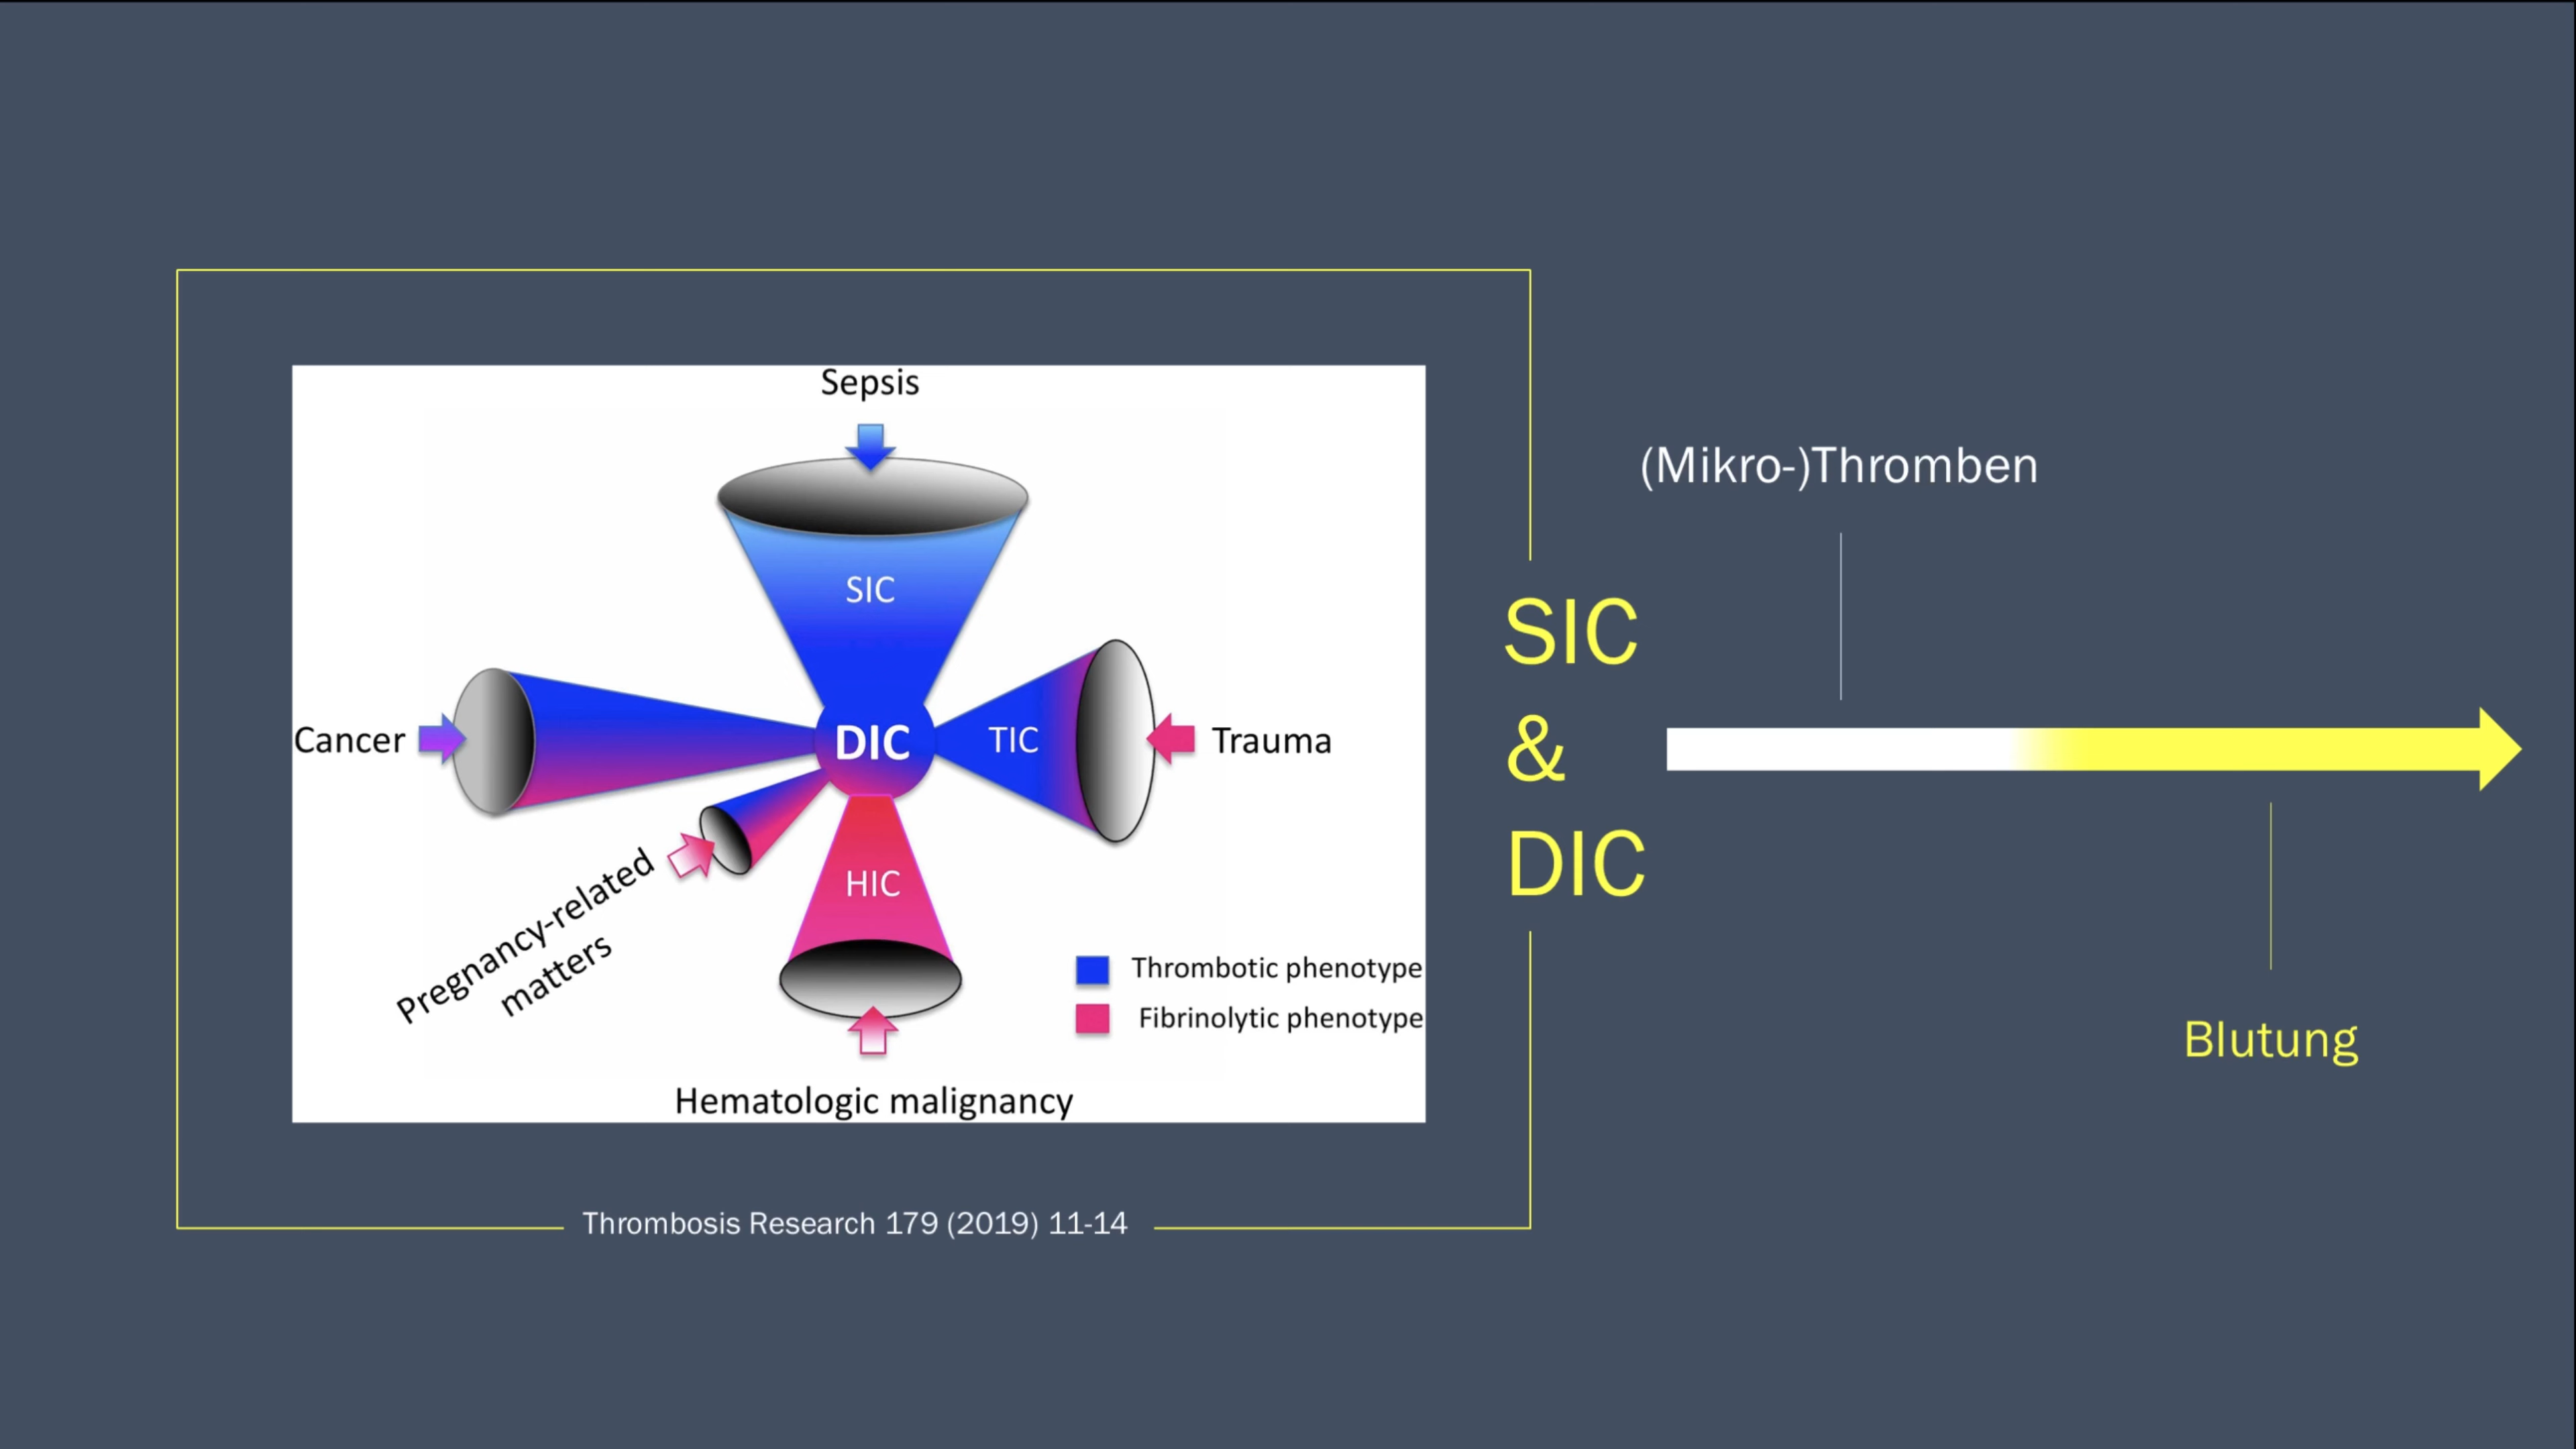 Sepsis
SIC
Cancer
DIC
TIC
Trauma
Pregnancy-related
matters
HIC
Thrombotic phenotype
Fibrinolytic phenotype
Hematologic malignancy
Thrombosis Research 179 (2019) 11-14
SIC
&
DIC
(Mikro-)Thromben
Blutung